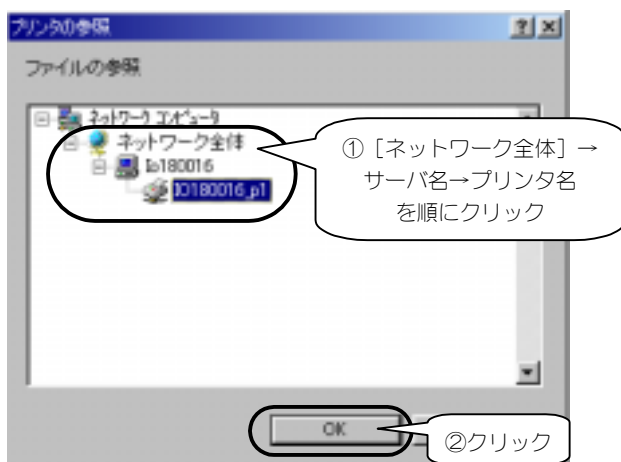 プリンタの参照
ファイルの参照
ネットワーク コンピュータ
ネットワーク全体
Io180016
IO180016_p1
① [ネットワーク全体] →
サーバ名→プリンタ名
を順にクリック
OK
②クリック